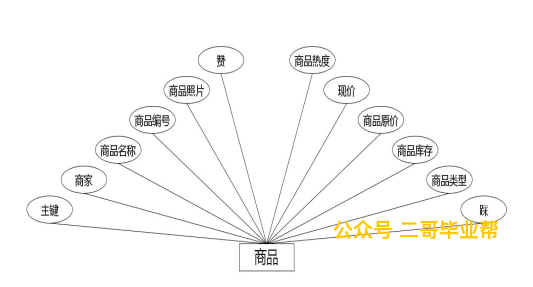 赞
商品热度
商品照片
现价
商品编号
商品原价
商品名称
商品库存
商家
商品类型
主键
踩
公众号 二哥毕业帮
商品